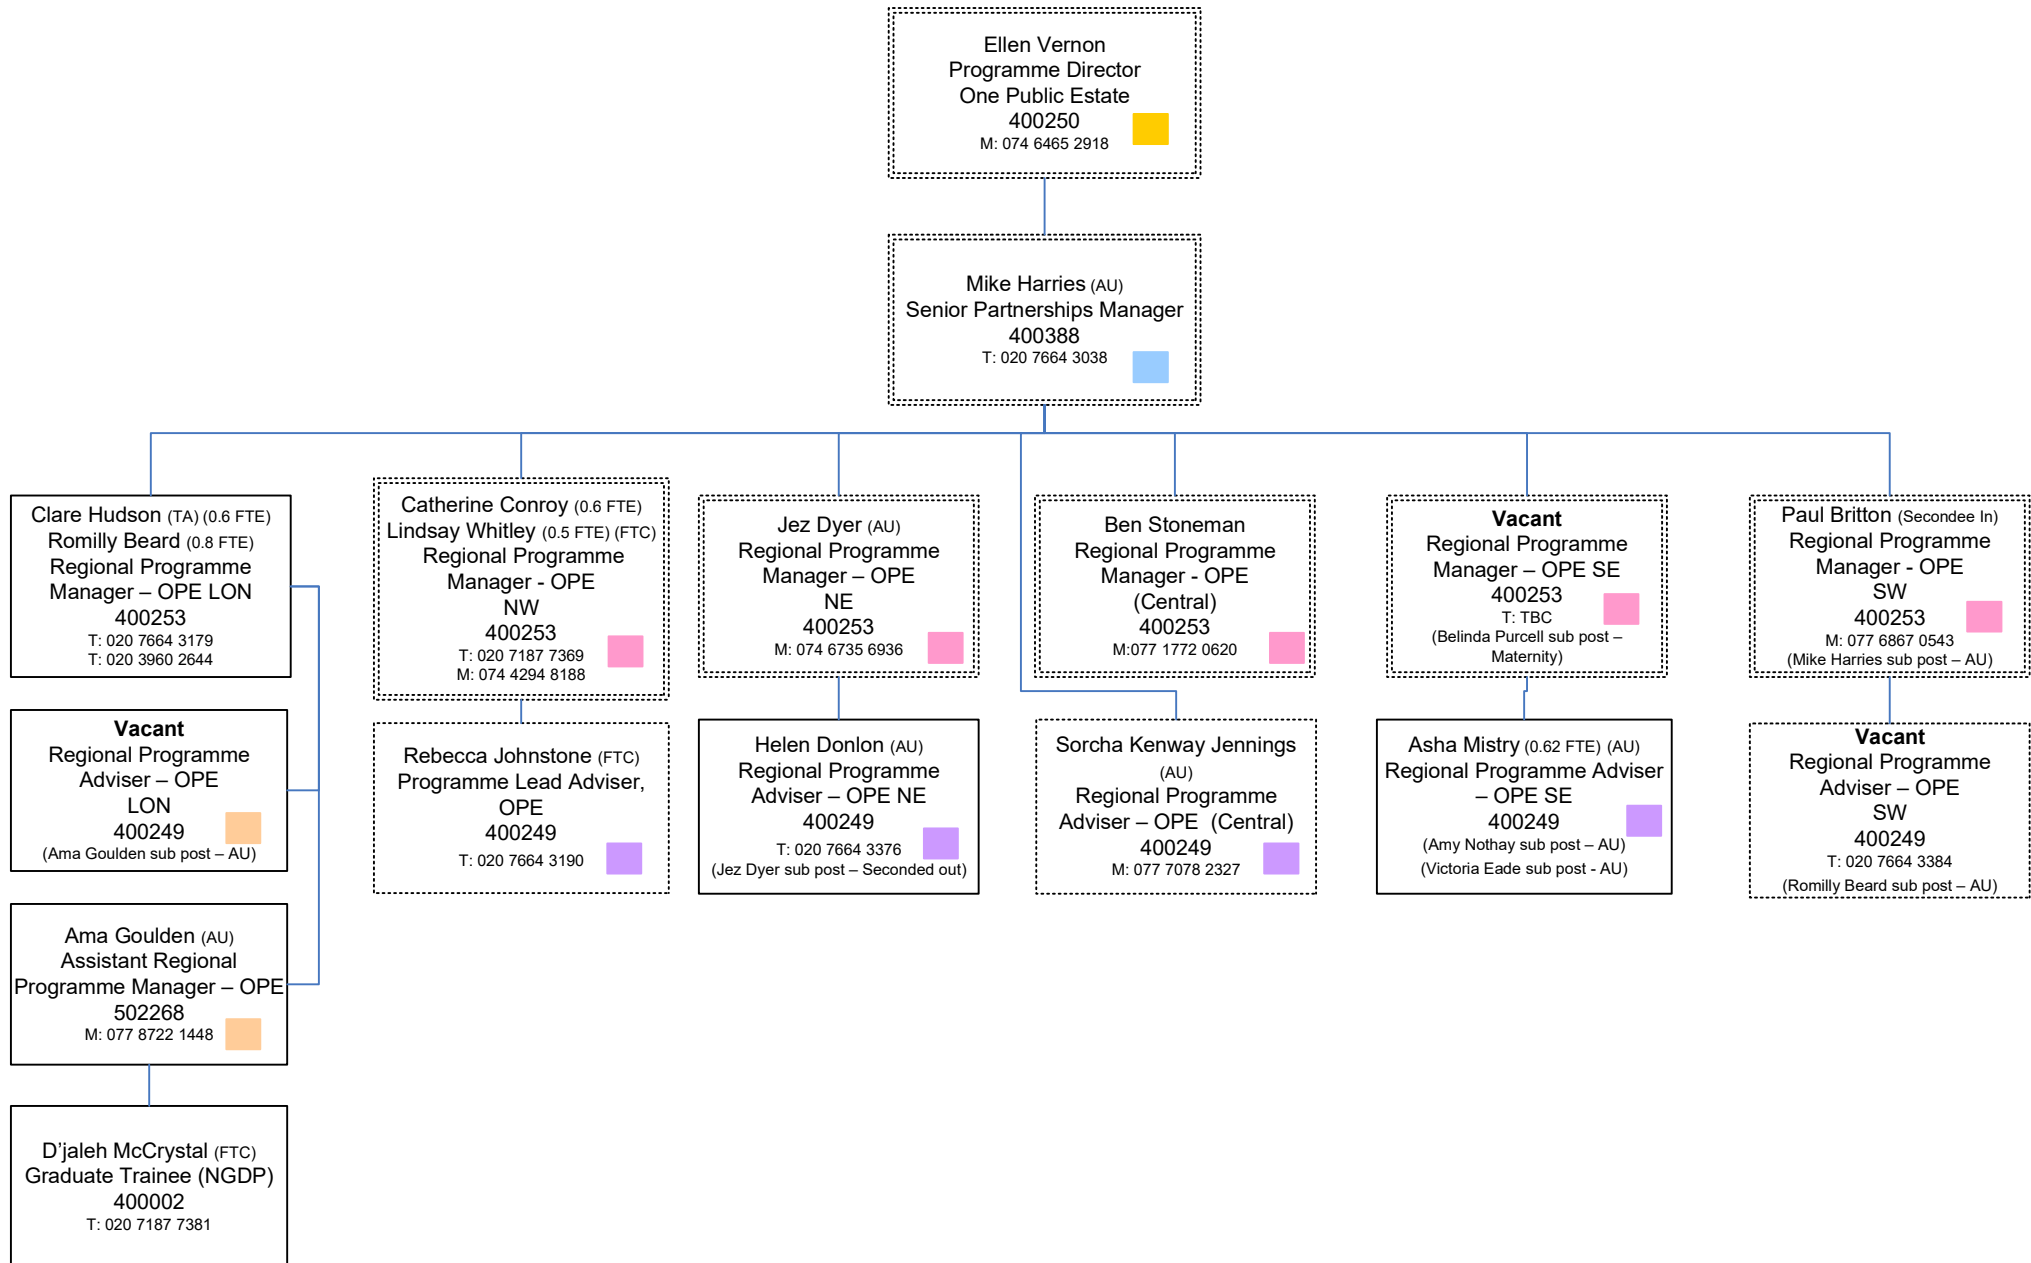 Ellen Vernon
Programme Director
One Public Estate
400250
M: 074 6465 2918
Mike Harries (AU)
Senior Partnerships Manager
400388
T: 020 7664 3038
Clare Hudson (TA) (0.6 FTE)
Romilly Beard (0.8 FTE)
Regional Programme
Manager – OPE LON
400253
T: 020 7664 3179
T: 020 3960 2644
Catherine Conroy (0.6 FTE)
Lindsay Whitley (0.5 FTE) (FTC)
Regional Programme
Manager - OPE
NW
400253
T: 020 7187 7369
M: 074 4294 8188
Jez Dyer (AU)
Regional Programme
Manager – OPE
NE
400253
M: 074 6735 6936
Ben Stoneman
Regional Programme
Manager - OPE
(Central)
400253
M:077 1772 0620
Vacant
Regional Programme
Manager – OPE SE
400253
T: TBC
(Belinda Purcell sub post –
Maternity)
Paul Britton (Secondee In)
Regional Programme
Manager - OPE
SW
400253
M: 077 6867 0543
(Mike Harries sub post – AU)
Vacant
Regional Programme
Adviser – OPE
LON
400249
(Ama Goulden sub post – AU)
Rebecca Johnstone (FTC)
Programme Lead Adviser,
OPE
400249
T: 020 7664 3190
Helen Donlon (AU)
Regional Programme
Adviser – OPE NE
400249
T: 020 7664 3376
(Jez Dyer sub post – Seconded out)
Sorcha Kenway Jennings
(AU)
Regional Programme
Adviser – OPE (Central)
400249
M: 077 7078 2327
Asha Mistry (0.62 FTE) (AU)
Regional Programme Adviser
– OPE SE
400249
(Amy Nothay sub post – AU)
(Victoria Eade sub post - AU)
Vacant
Regional Programme
Adviser – OPE
SW
400249
T: 020 7664 3384
(Romilly Beard sub post – AU)
Ama Goulden (AU)
Assistant Regional
Programme Manager – OPE
502268
M: 077 8722 1448
D’jaleh McCrystal (FTC)
Graduate Trainee (NGDP)
400002
T: 020 7187 7381